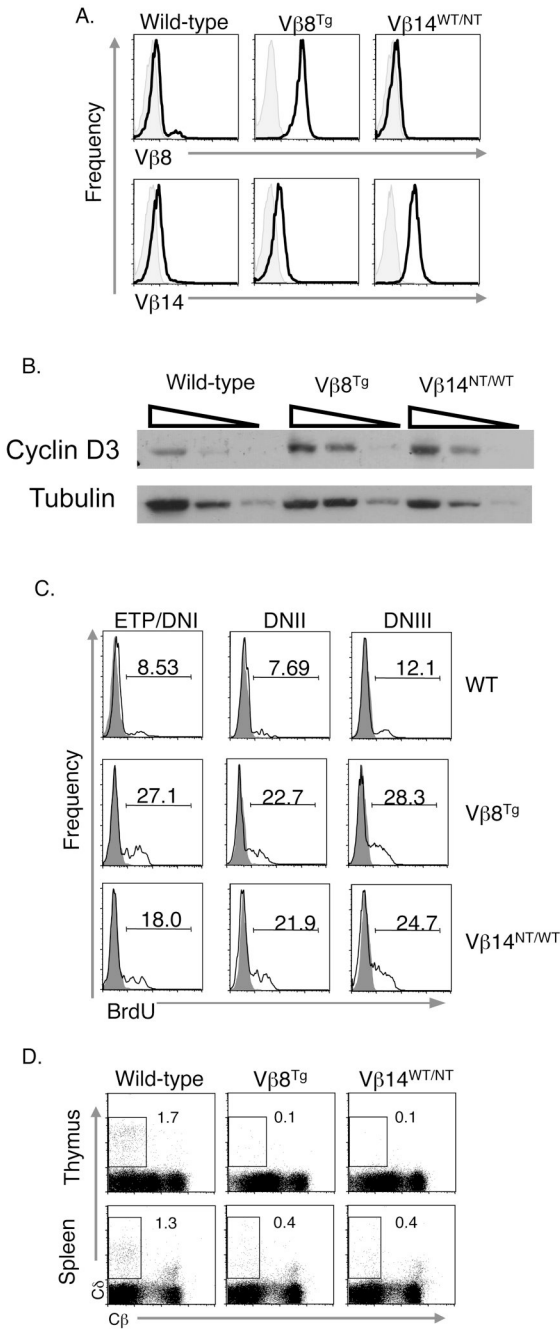 A.
Wild-type Vβ8Tg Vβ14WT/NT
Frequency
Vβ8
Vβ14
B.
Wild-type Vβ8Tg Vβ14NT/WT
Cyclin D3
Tubulin
C.
ETP/DNI DNII DNIII
8.53 7.69 12.1 WT
Frequency
27.1 22.7 28.3 Vβ8Tg
18.0 21.9 24.7 Vβ14NT/WT
BrdU
D.
Wild-type Vβ8Tg Vβ14WT/NT
Thymus 1.7 0.1 0.1
Spleen 1.3 0.4 0.4
Cδ
Cβ